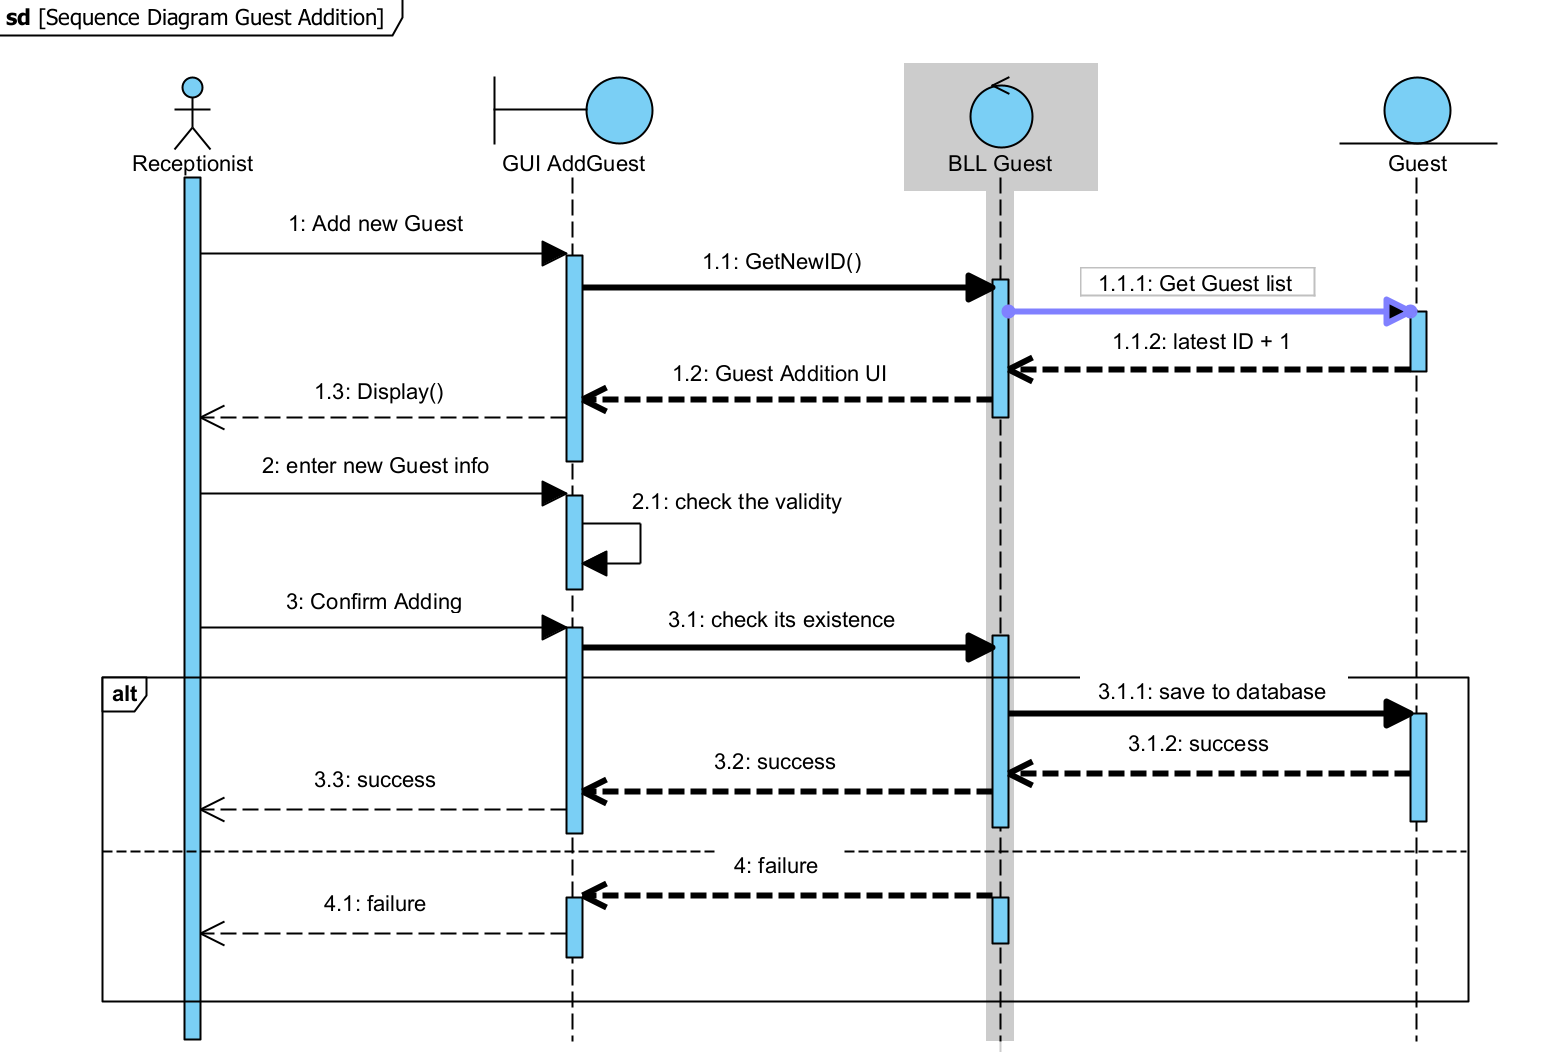 sd [Sequence Diagram Guest Addition]
Receptionist
GUI AddGuest
BLL Guest
Guest
1: Add new Guest
1.1: GetNewID()
1.1.1: Get Guest list
1.1.2: latest ID + 1
1.2: Guest Addition UI
1.3: Display()
2: enter new Guest info
2.1: check the validity
3: Confirm Adding
3.1: check its existence
alt
3.1.1: save to database
3.1.2: success
3.2: success
3.3: success
4: failure
4.1: failure